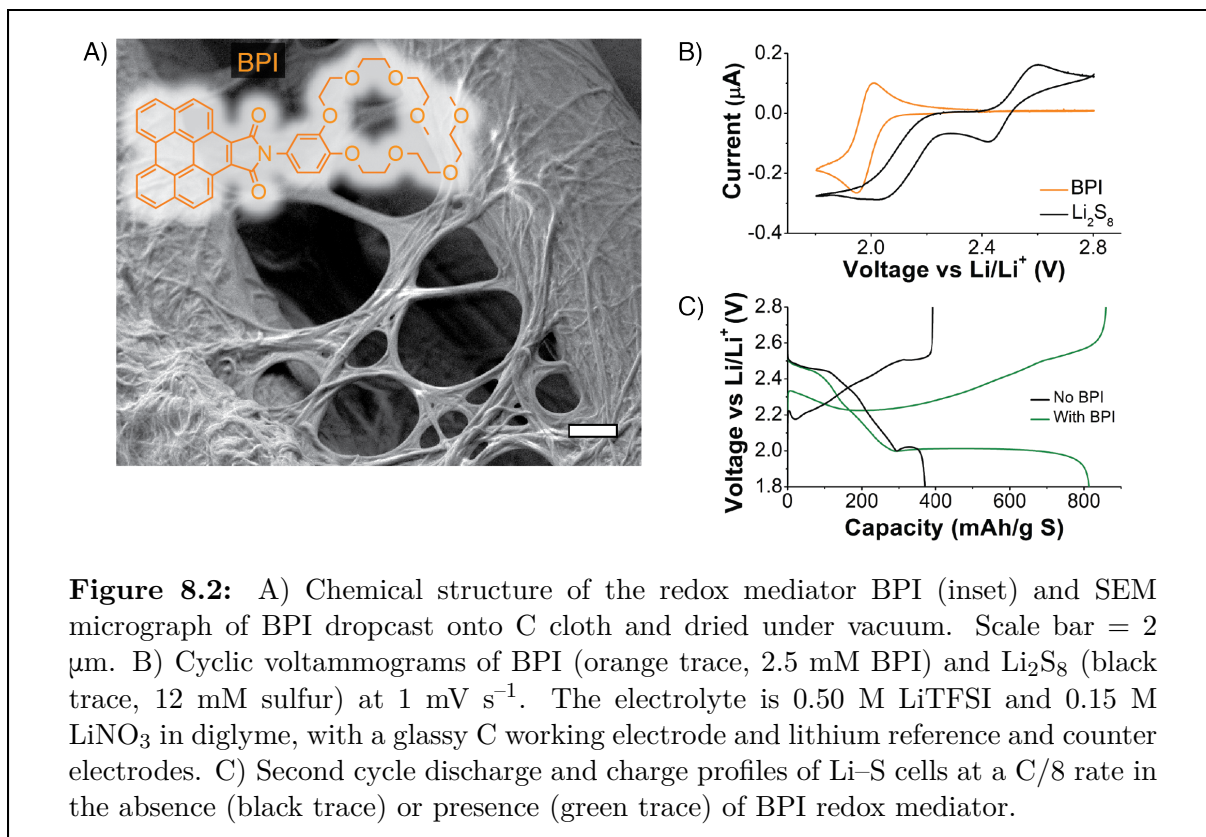 A)
BPI
O
O
O
O
O
O
O
O
O
O
N
B)
Current (μA)
0.2
0.0
-0.2
-0.4
2.0
2.4
2.8
Voltage vs Li/Li+ (V)
BPI
Li2S8
C)
Voltage vs Li/Li+ (V)
2.8
2.6
2.4
2.2
2.0
1.8
0
200
400
600
800
Capacity (mAh/g S)
No BPI
With BPI
Figure 8.2: A) Chemical structure of the redox mediator BPI (inset) and SEM
micrograph of BPI dropcast onto C cloth and dried under vacuum. Scale bar = 2
μm. B) Cyclic voltammograms of BPI (orange trace, 2.5 mM BPI) and Li2S8 (black
trace, 12 mM sulfur) at 1 mV s−1. The electrolyte is 0.50 M LiTFSI and 0.15 M
LiNO3 in diglyme, with a glassy C working electrode and lithium reference and counter
electrodes. C) Second cycle discharge and charge profiles of Li–S cells at a C/8 rate in
the absence (black trace) or presence (green trace) of BPI redox mediator.